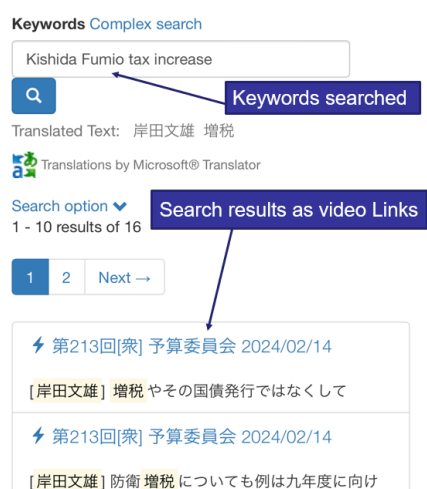 Keywords Complex search
Kishida Fumio tax increase
Keywords searched
Translated Text: 岸田文雄 増税
あa Translations by Microsoft® Translator
Search option
Search results as video Links
1 - 10 results of 16
1 2 Next →
第213回[衆] 予算委員会 2024/02/14
[岸田文雄] 増税やその国債発行ではなくして
第213回[衆] 予算委員会 2024/02/14
[岸田文雄] 防衛増税についても例は九年度に向け